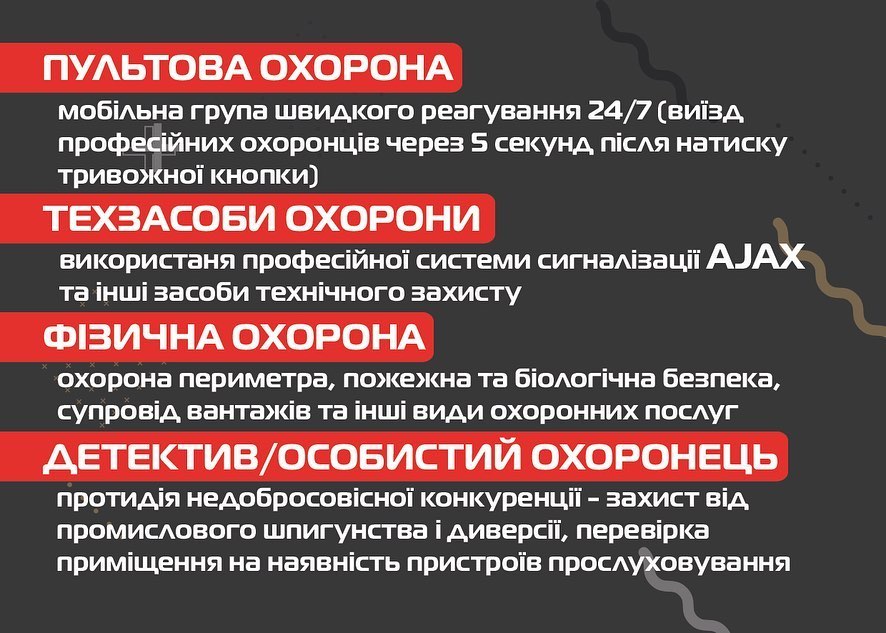 ПУЛЬТОВА ОХОРОНА
мобільна група швидкого реагування 24/7 (виїзд
професійних охоронців через 5 секунд після натиску
тривожної кнопки)
ТЕХЗАСОБИ ОХОРОНИ
використаня професійної системи сигналізації AJAX
та інші засоби технічного захисту
ФІЗИЧНА ОХОРОНА
охорона периметра, пожежна та біологічна безпека,
супровід вантажів та інші види охоронних послуг
ДЕТЕКТИВ/ОСОБИСТИЙ ОХОРОНЕЦЬ
протидія недобросовісної конкуренції - захист від
промислового шпигунства і диверсії, перевірка
приміщення на наявність пристроїв прослуховування